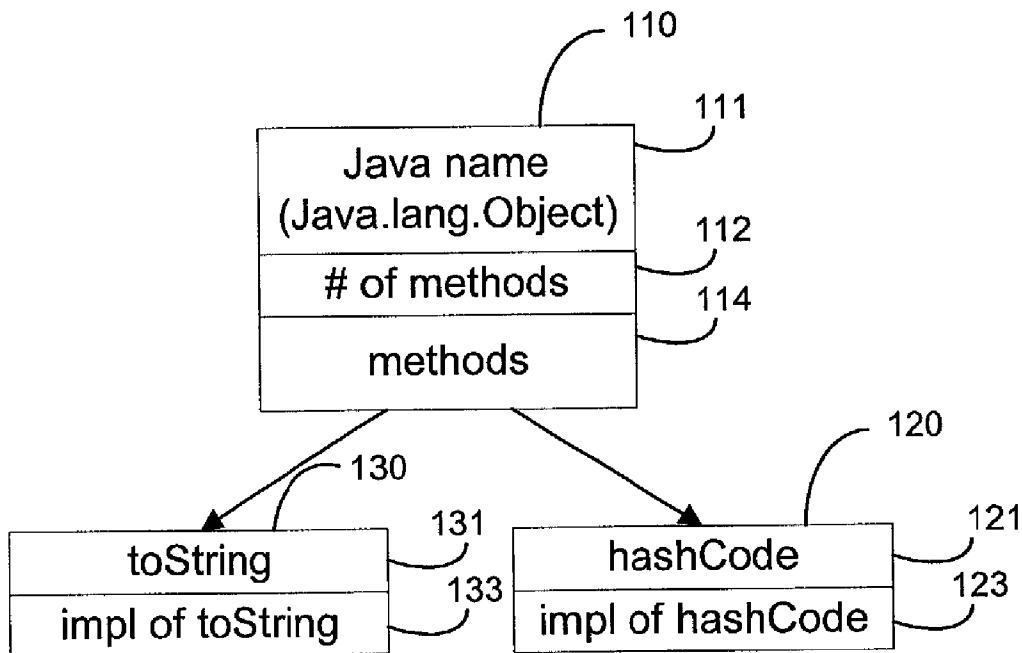 110
111
Java name
(Java.lang.Object)
112
# of methods
114
methods
120
130
131
toString
121
hashCode
133
impl of toString
123
impl of hashCode